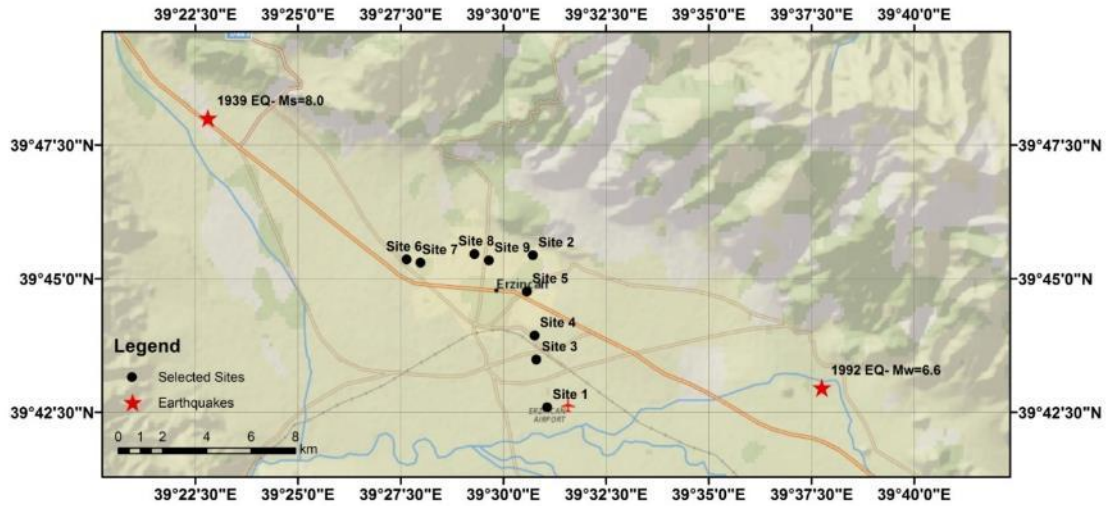 39°22'30"E 39°25'0"E 39°27'30"E 39°30'0"E 39°32'30"E 39°35'0"E 39°37'30"E 39°40'0"E
1939 EQ- Ms=8.0
39°47'30"N 39°47'30"N
Site 6 Site 7 Site 8 Site 9 Site 2
39°45'0"N 39°45'0"N
Site 5
Erzincan
Site 4
Legend
Site 3
Selected Sites
1992 EQ- Mw=6.6
Earthquakes
Site 1
39°42'30"N 39°42'30"N
ERZINCAN
AIRPORT
0 1 2 4 6 8
km
39°22'30"E 39°25'0"E 39°27'30"E 39°30'0"E 39°32'30"E 39°35'0"E 39°37'30"E 39°40'0"E